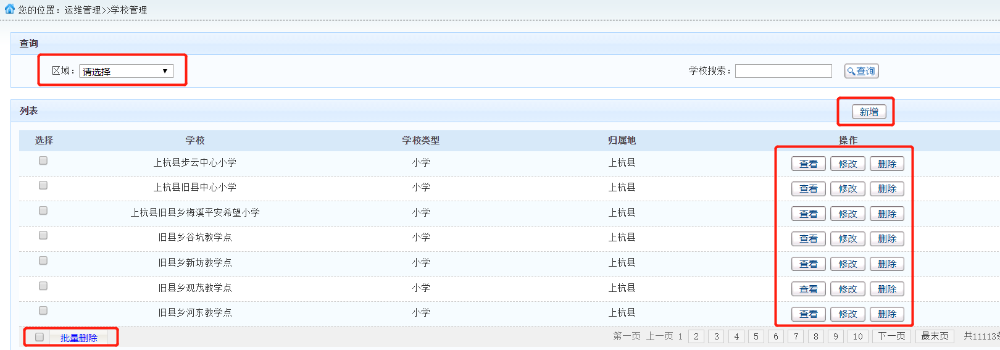 您的位置：运维管理>>学校管理
查询
区域：请选择 学校搜索： 查询
列表 新增
选择 学校 学校类型 归属地 操作
上杭县步云中心小学 小学 上杭县 查看 修改 删除
上杭县旧县中心小学 小学 上杭县 查看 修改 删除
上杭县旧县乡梅溪平安希望小学 小学 上杭县 查看 修改 删除
旧县乡谷坑教学点 小学 上杭县 查看 修改 删除
旧县乡新坊教学点 小学 上杭县 查看 修改 删除
旧县乡观茂教学点 小学 上杭县 查看 修改 删除
旧县乡河东教学点 小学 上杭县 查看 修改 删除
批量删除 第一页 上一页 1 2 3 4 5 6 7 8 9 10 下一页 最末页 共11113条